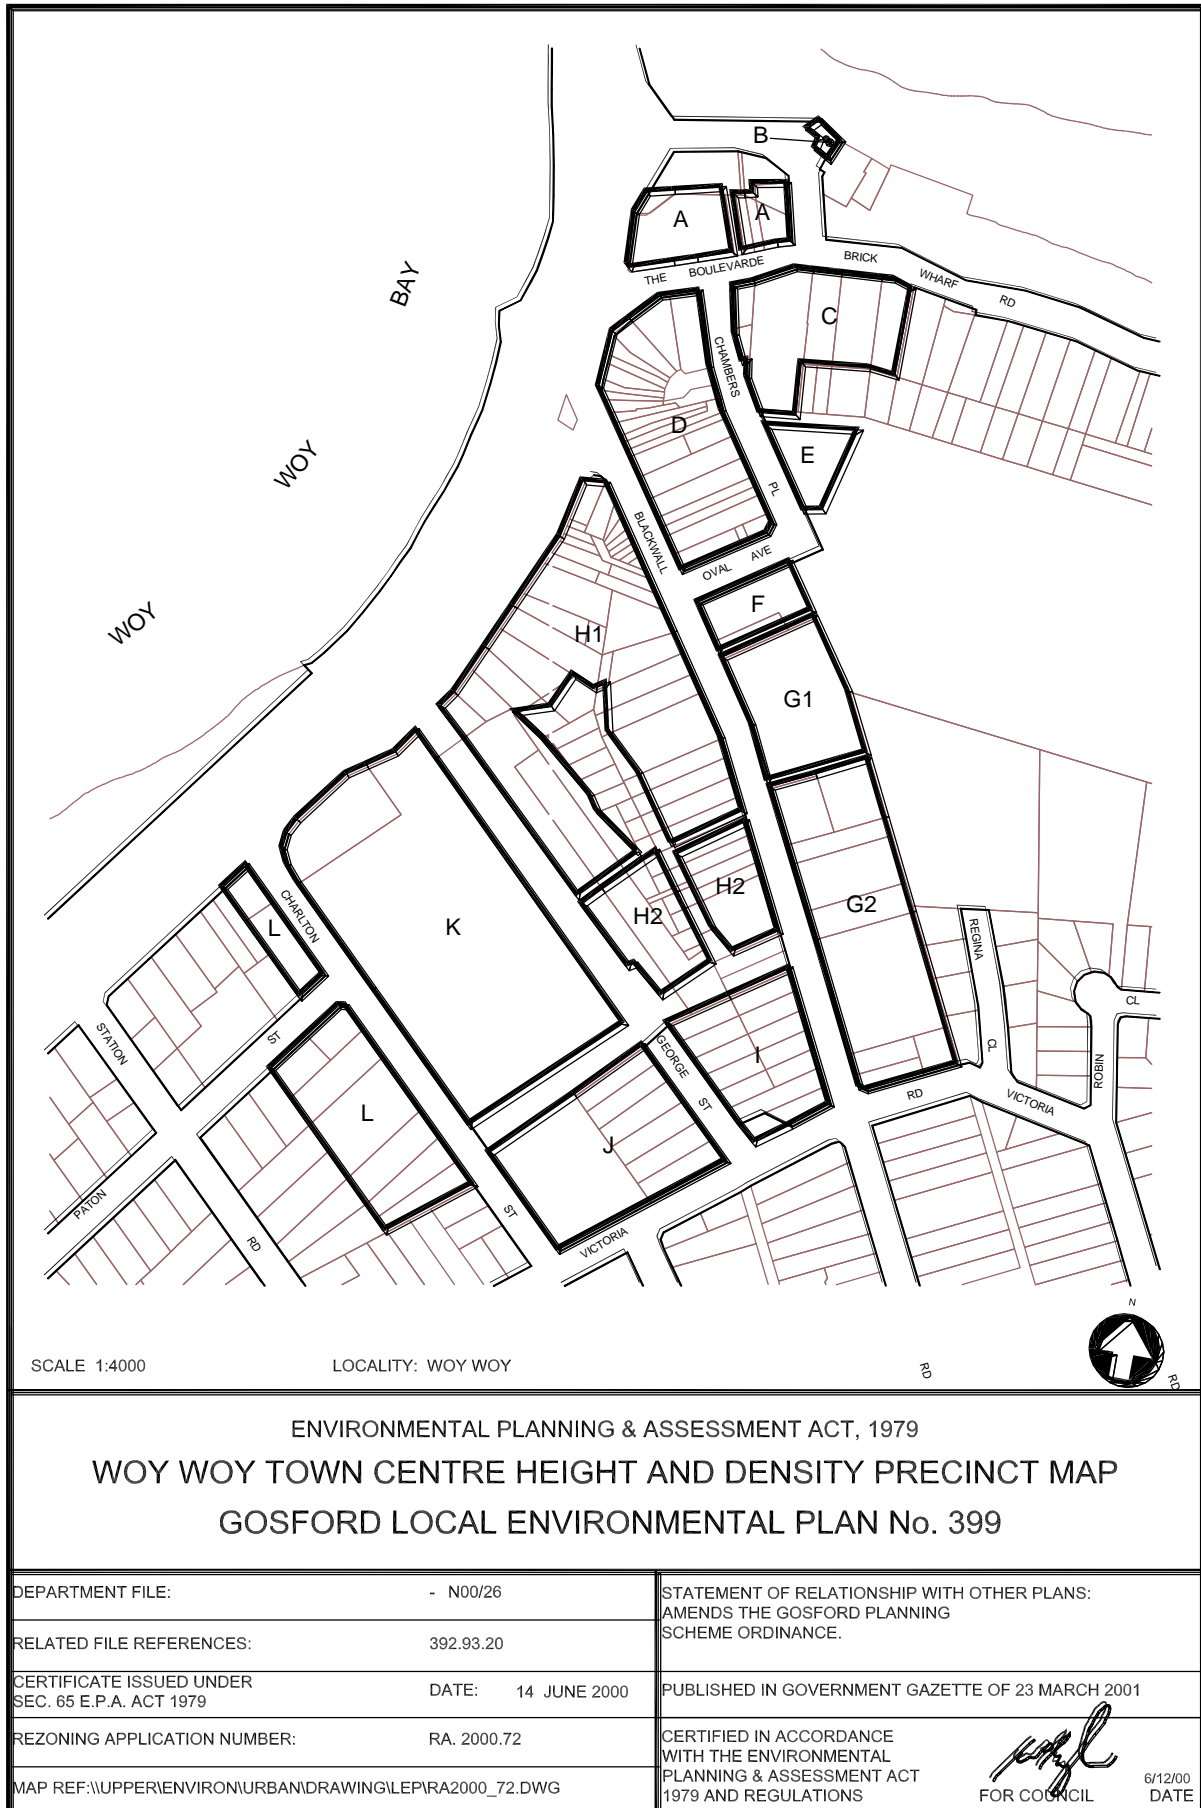 B
A
A
THE BOULEVARDE
BRICK WHARF RD
BAY
C
CHAMBERS
D
WOY
E
PL
BLACKWALL
OVAL AVE
F
WOY
H1
G1
H2
G2
H2
CHARLTON
L
K
REGINA
CL
STATION
ST
GEORGE
I
CL
ROBIN
ST
RD
VICTORIA
L
J
PATON
RD
ST
VICTORIA
N
SCALE 1:4000
LOCALITY: WOY WOY
RD
RD
ENVIRONMENTAL PLANNING & ASSESSMENT ACT, 1979
WOY WOY TOWN CENTRE HEIGHT AND DENSITY PRECINCT MAP
GOSFORD LOCAL ENVIRONMENTAL PLAN No. 399
DEPARTMENT FILE: - N00/26
RELATED FILE REFERENCES: 392.93.20
CERTIFICATE ISSUED UNDER
SEC. 65 E.P.A. ACT 1979
DATE: 14 JUNE 2000
REZONING APPLICATION NUMBER: RA. 2000.72
MAP REF:\\UPPER\ENVIRON\URBAN\DRAWING\LEP\RA2000_72.DWG
STATEMENT OF RELATIONSHIP WITH OTHER PLANS:
AMENDS THE GOSFORD PLANNING
SCHEME ORDINANCE.
PUBLISHED IN GOVERNMENT GAZETTE OF 23 MARCH 2001
CERTIFIED IN ACCORDANCE
WITH THE ENVIRONMENTAL
PLANNING & ASSESSMENT ACT
1979 AND REGULATIONS
FOR COUNCIL
6/12/00
DATE